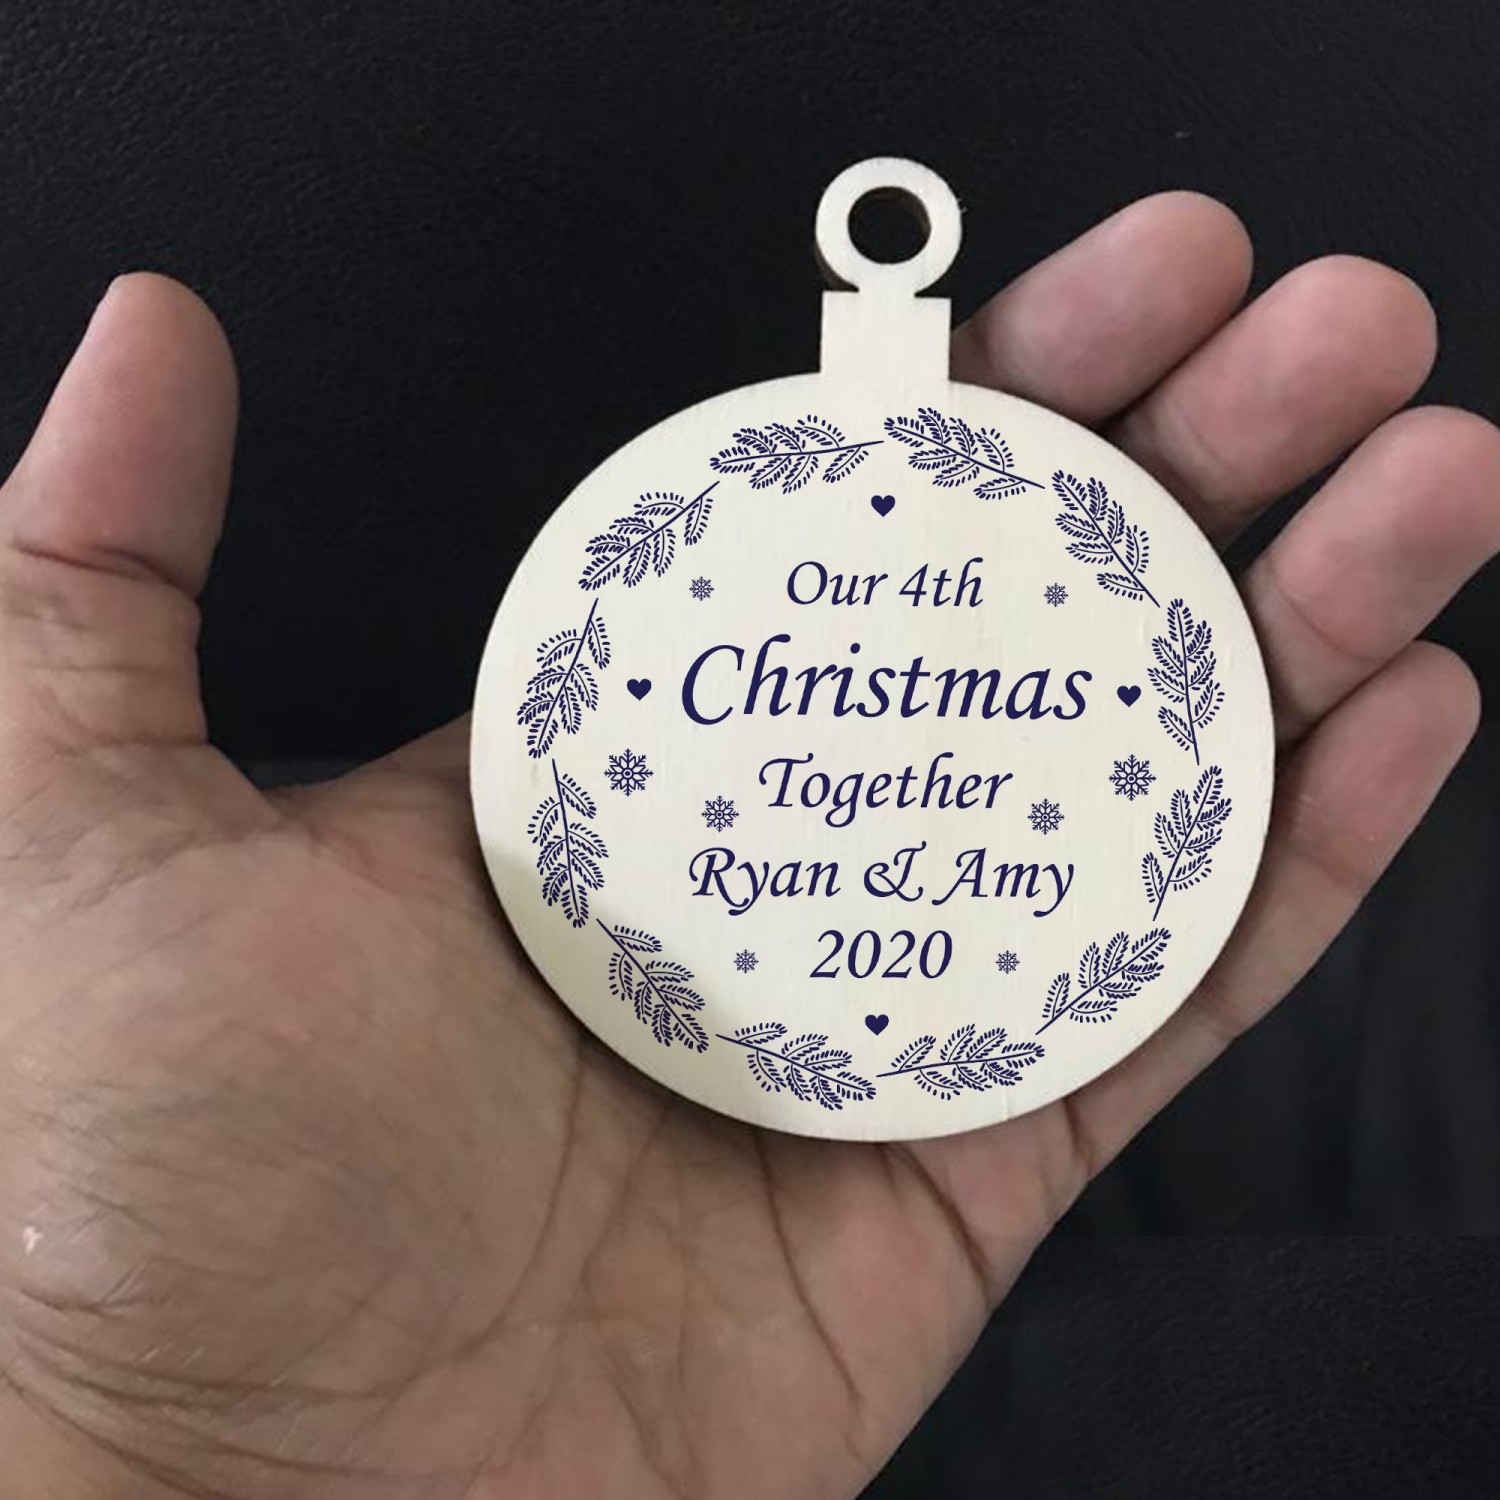 Our 4th
Christmas
Together
Ryan & Amy
2020